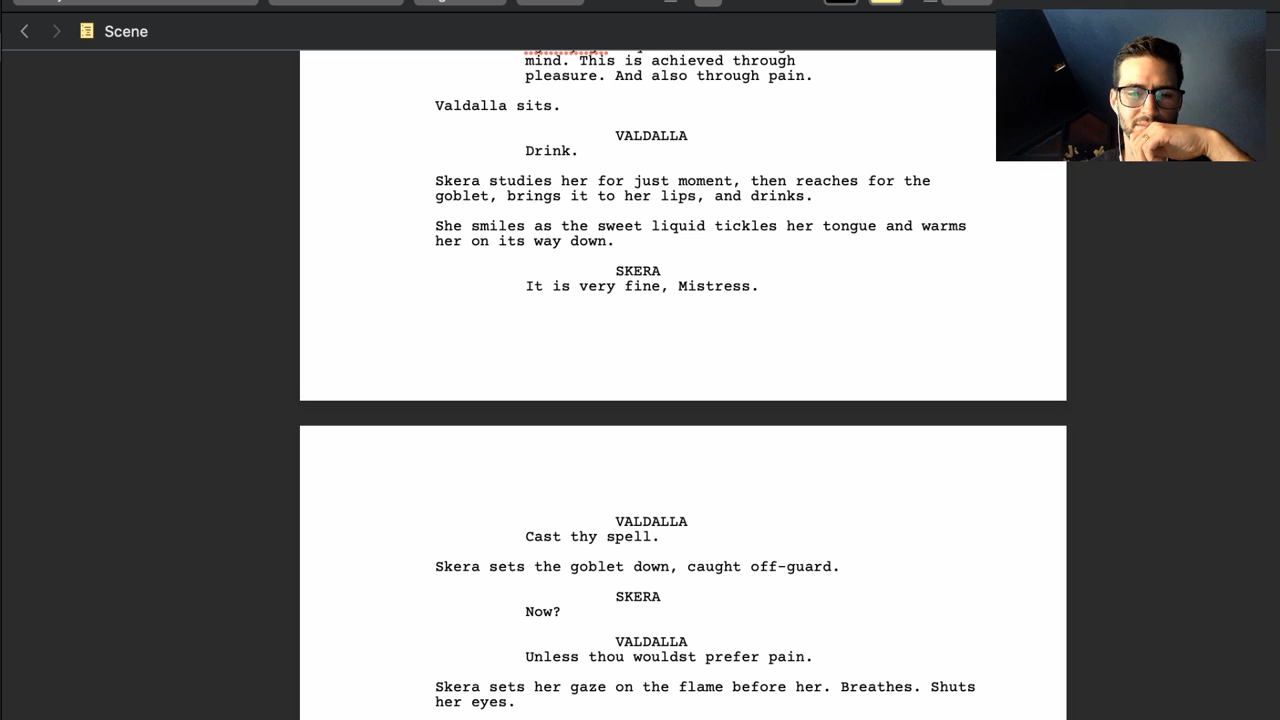 Scene
mind. This is achieved through
pleasure. And also through pain.
Valdalla sits.
VALDALLA
Drink.
Skera studies her for just moment, then reaches for the
goblet, brings it to her lips, and drinks.
She smiles as the sweet liquid tickles her tongue and warms
her on its way down.
SKERA
It is very fine, Mistress.
VALDALLA
Cast thy spell.
Skera sets the goblet down, caught off-guard.
SKERA
Now?
VALDALLA
Unless thou wouldst prefer pain.
Skera sets her gaze on the flame before her. Breathes. Shuts
her eyes.